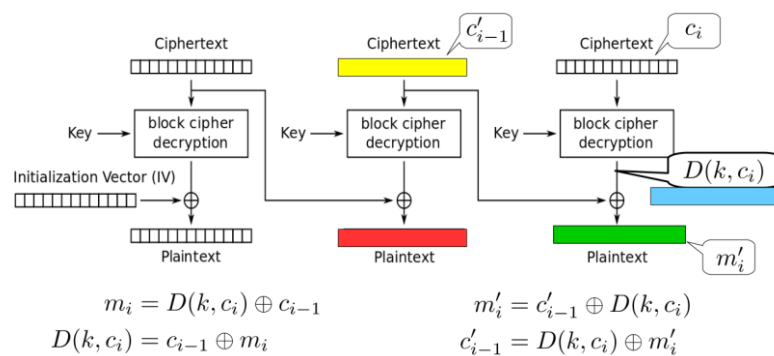 Ciphertext
Ciphertext
c'_{i-1}
Ciphertext
c_i
Key
block cipher
decryption
Key
block cipher
decryption
Key
block cipher
decryption
D(k, c_i)
Initialization Vector (IV)
Plaintext
Plaintext
Plaintext
m'_i
m_i = D(k, c_i) ⊕ c_{i-1}
m'_i = c'_{i-1} ⊕ D(k, c_i)
D(k, c_i) = c_{i-1} ⊕ m_i
c'_{i-1} = D(k, c_i) ⊕ m'_i